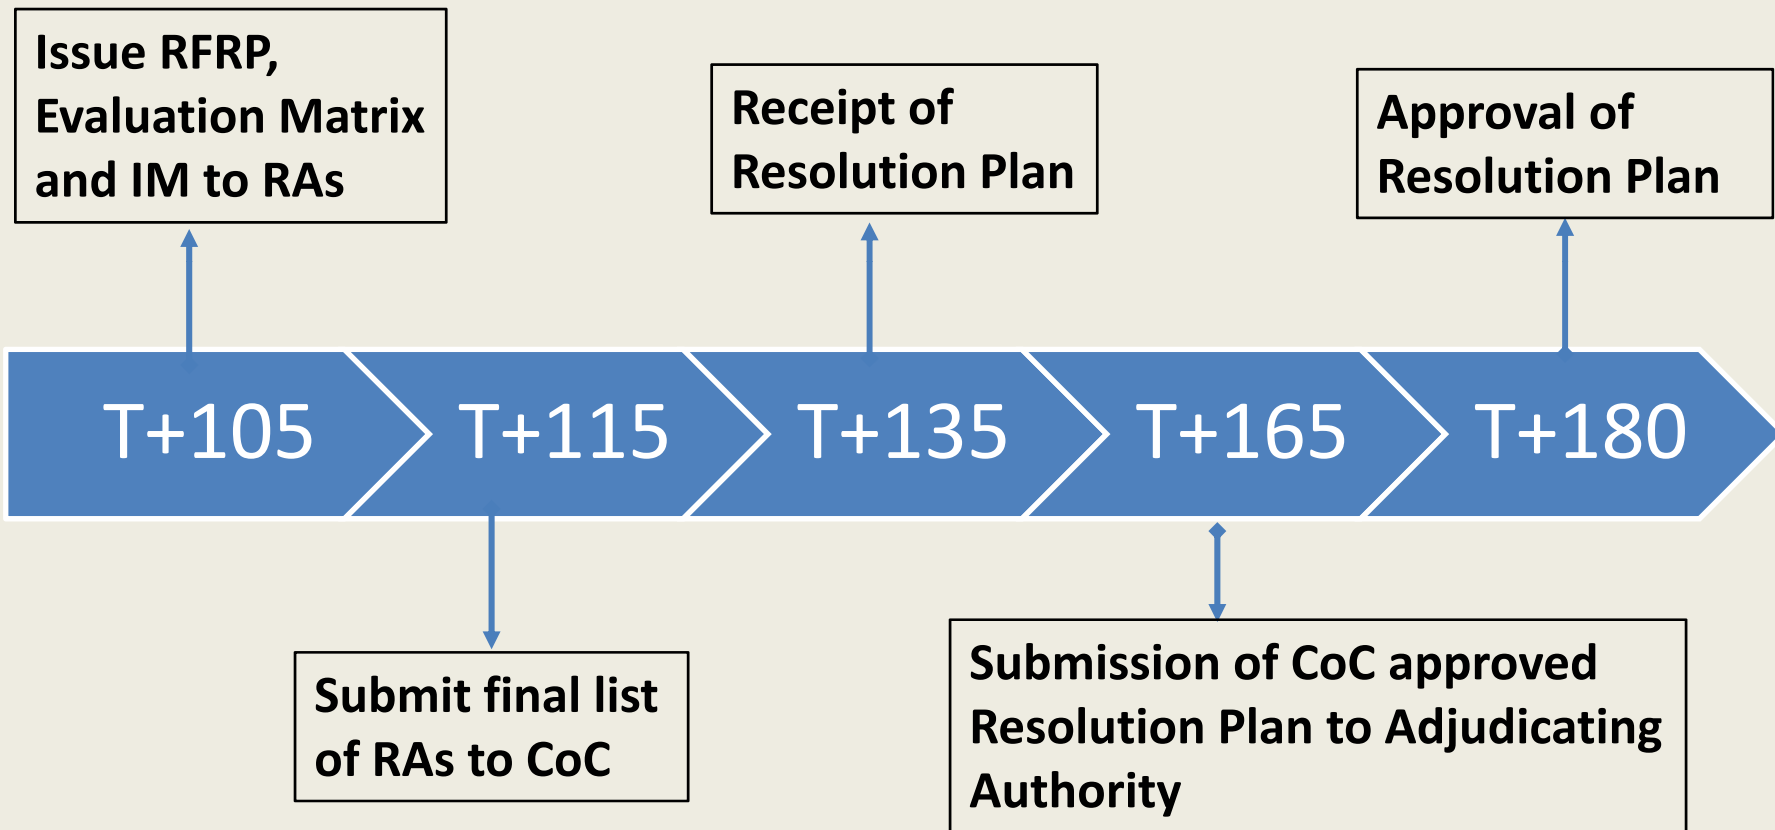 Issue RFRP,
Evaluation Matrix
and IM to RAs
Receipt of
Resolution Plan
Approval of
Resolution Plan
T+105
T+115
T+135
T+165
T+180
Submit final list
of RAs to CoC
Submission of CoC approved
Resolution Plan to Adjudicating
Authority